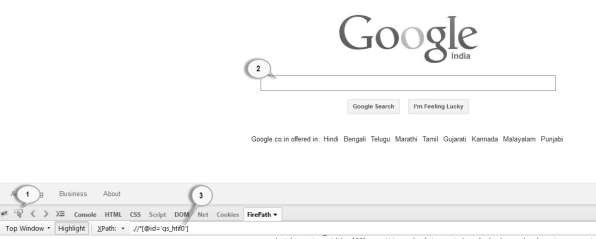 Google
India
2
Google Search I'm Feeling Lucky
Google.co.in offered in: Hindi Bengali Telugu Marathi Tamil Gujarati Kannada Malayalam Punjabi
1 Business About 3
Console HTML CSS Script DOM Net Cookies FirePath
Top Window Highlight XPath: .//*[@id='gs_htif0']